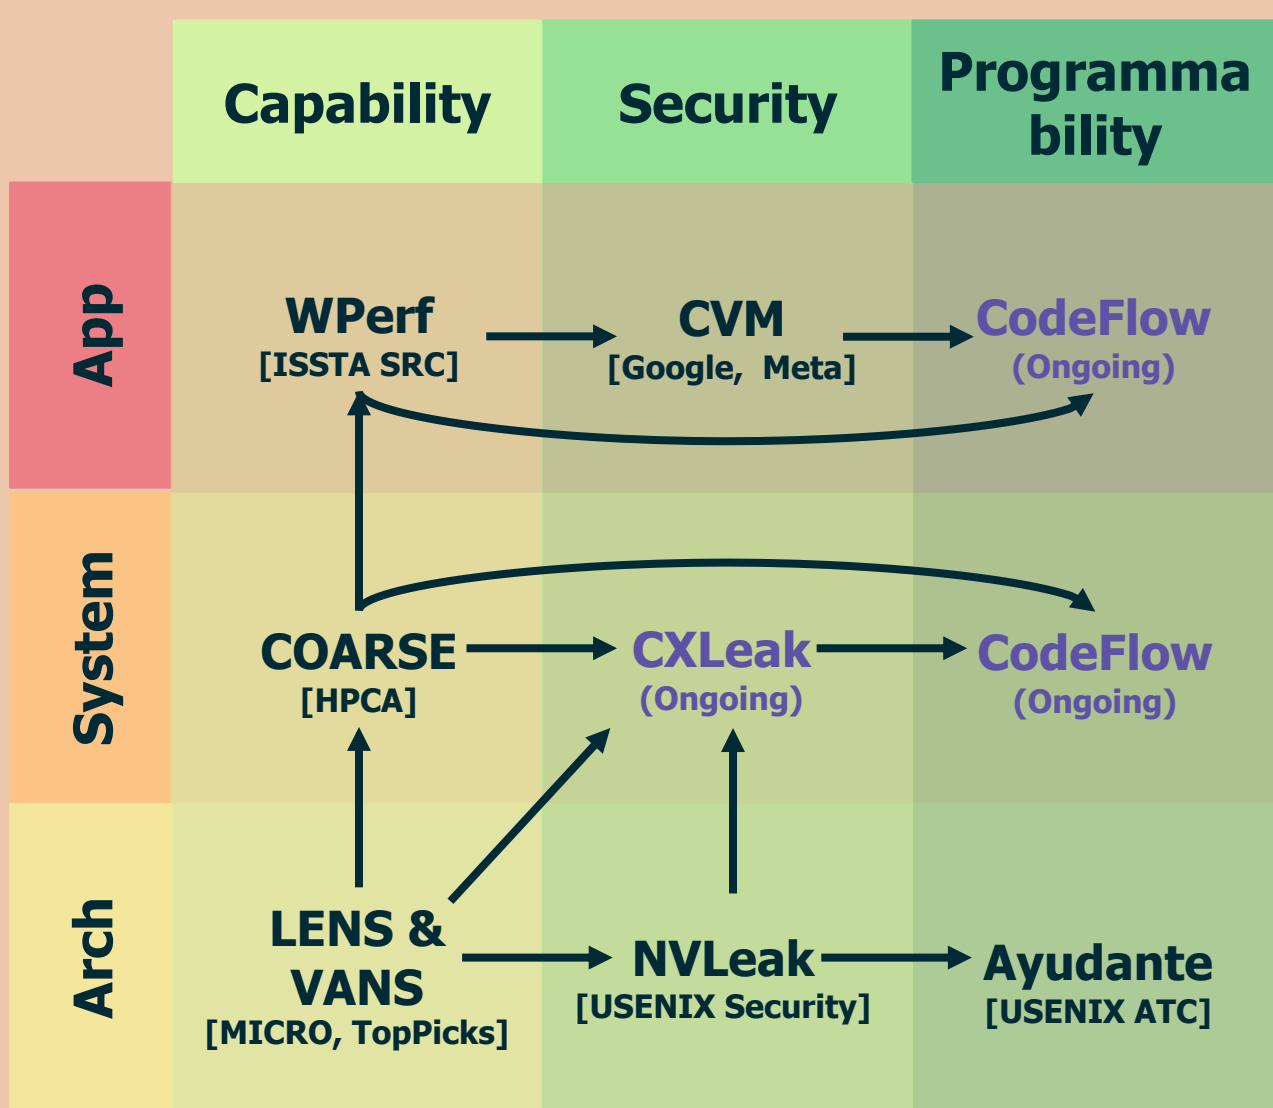 Capability
Security
Programma
bility
App
WPerf
[ISSTA SRC]
CVM
[Google, Meta]
CodeFlow
(Ongoing)
System
COARSE
[HPCA]
CXLeak
(Ongoing)
CodeFlow
(Ongoing)
Arch
LENS &
VANS
[MICRO, TopPicks]
NVLeak
[USENIX Security]
Ayudante
[USENIX ATC]